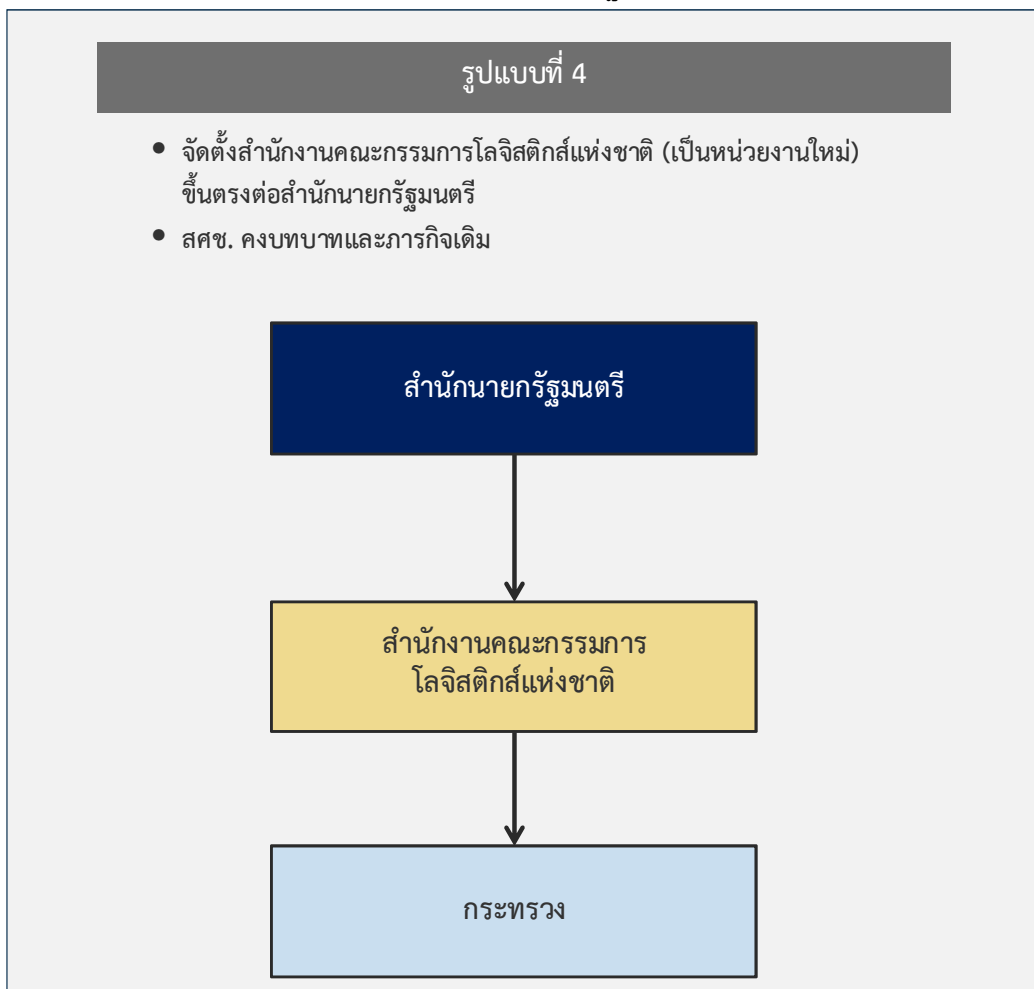 รูปแบบที่ 4
• จัดตั้งสำนักงานคณะกรรมการโลจิสติกส์แห่งชาติ (เป็นหน่วยงานใหม่)
ขึ้นตรงต่อสำนักนายกรัฐมนตรี
• สศช. คงบทบาทและภารกิจเดิม
สำนักนายกรัฐมนตรี
สำนักงานคณะกรรมการ
โลจิสติกส์แห่งชาติ
กระทรวง